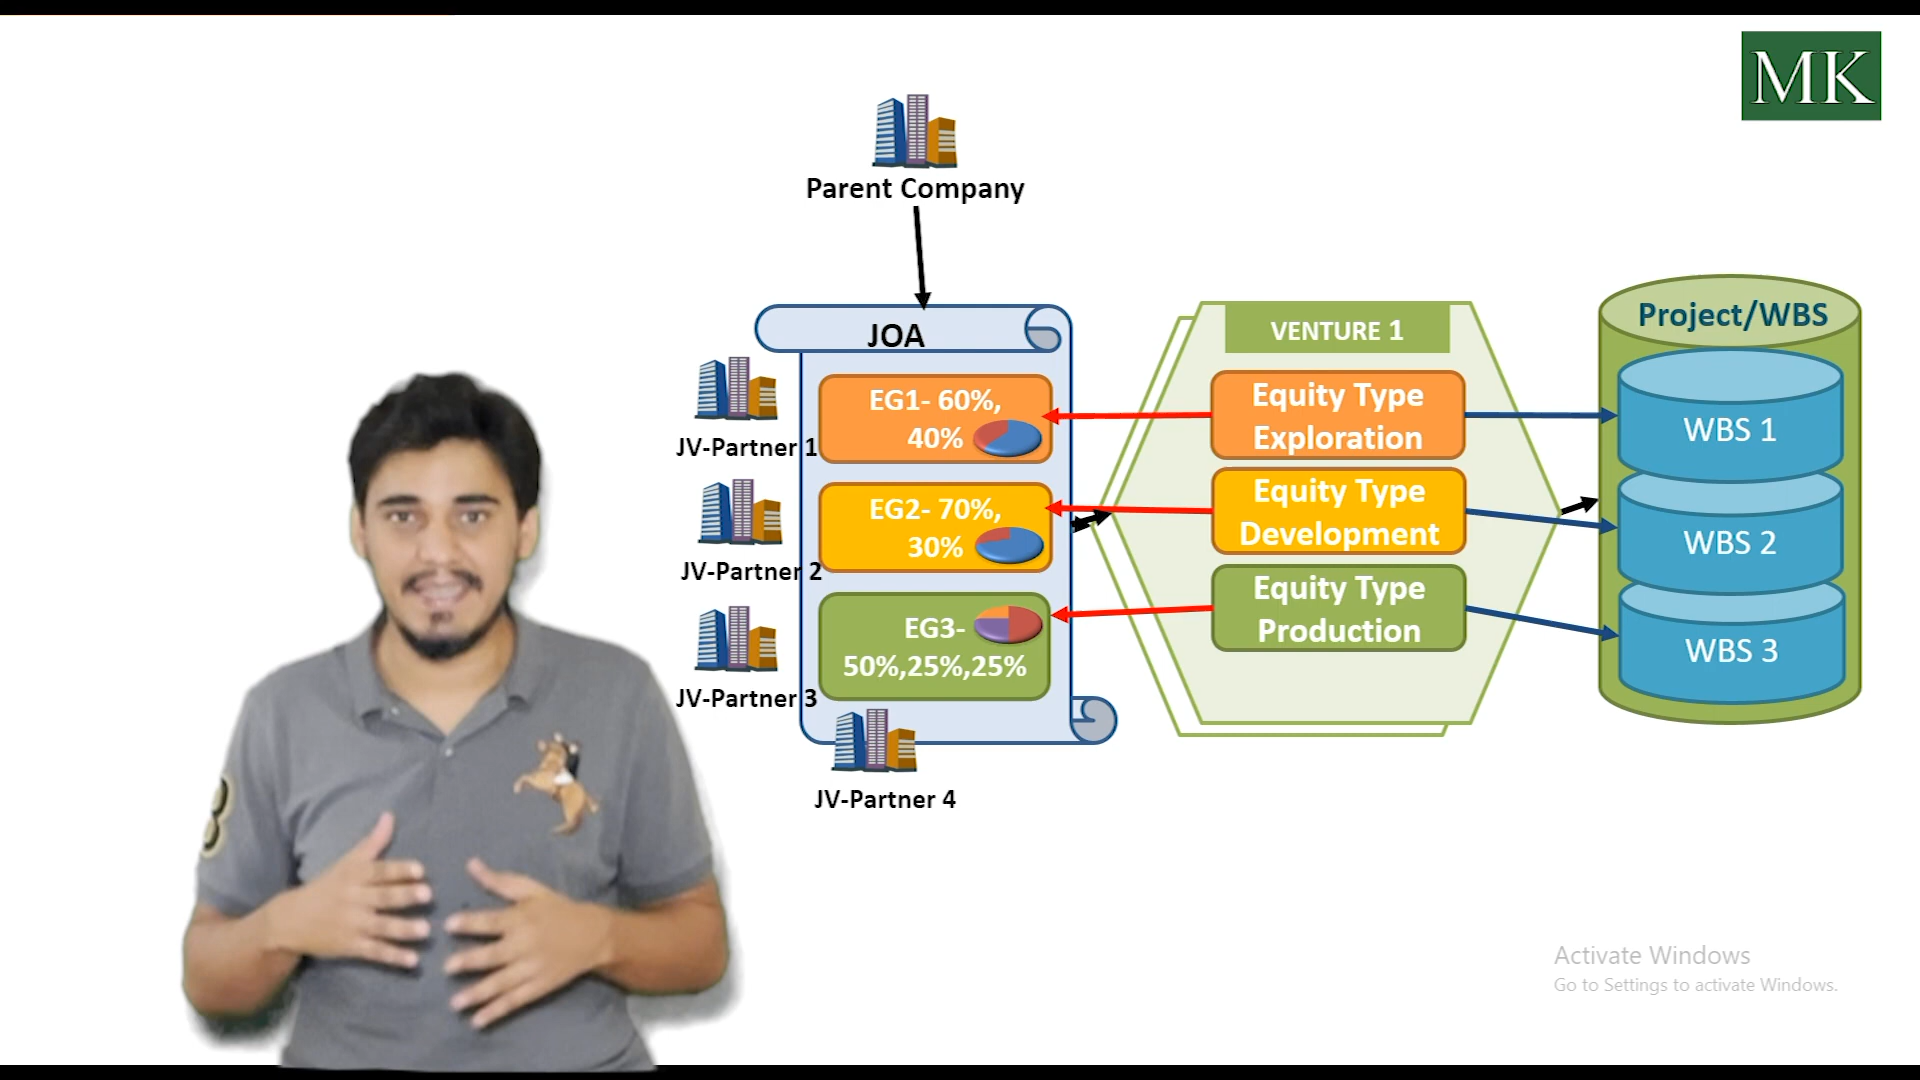 MK
Parent Company
JOA
JV-Partner 1
JV-Partner 2
JV-Partner 3
JV-Partner 4
EG1- 60%,
40%
EG2- 70%,
30%
EG3-
50%,25%,25%
VENTURE 1
Equity Type
Exploration
Equity Type
Development
Equity Type
Production
Project/WBS
WBS 1
WBS 2
WBS 3
Activate Windows
Go to Settings to activate Windows.